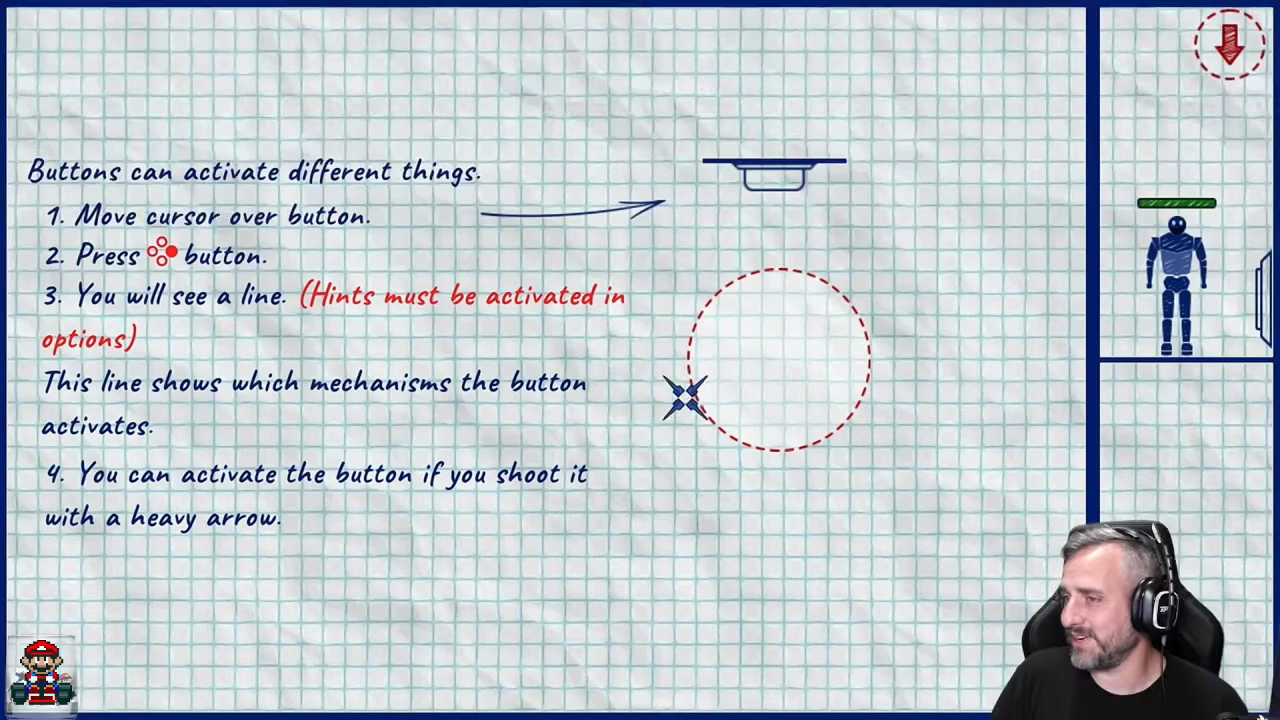 Buttons can activate different things.
1. Move cursor over button.
2. Press button.
3. You will see a line. (Hints must be activated in
options)
This line shows which mechanisms the button
activates.
4. You can activate the button if you shoot it
with a heavy arrow.